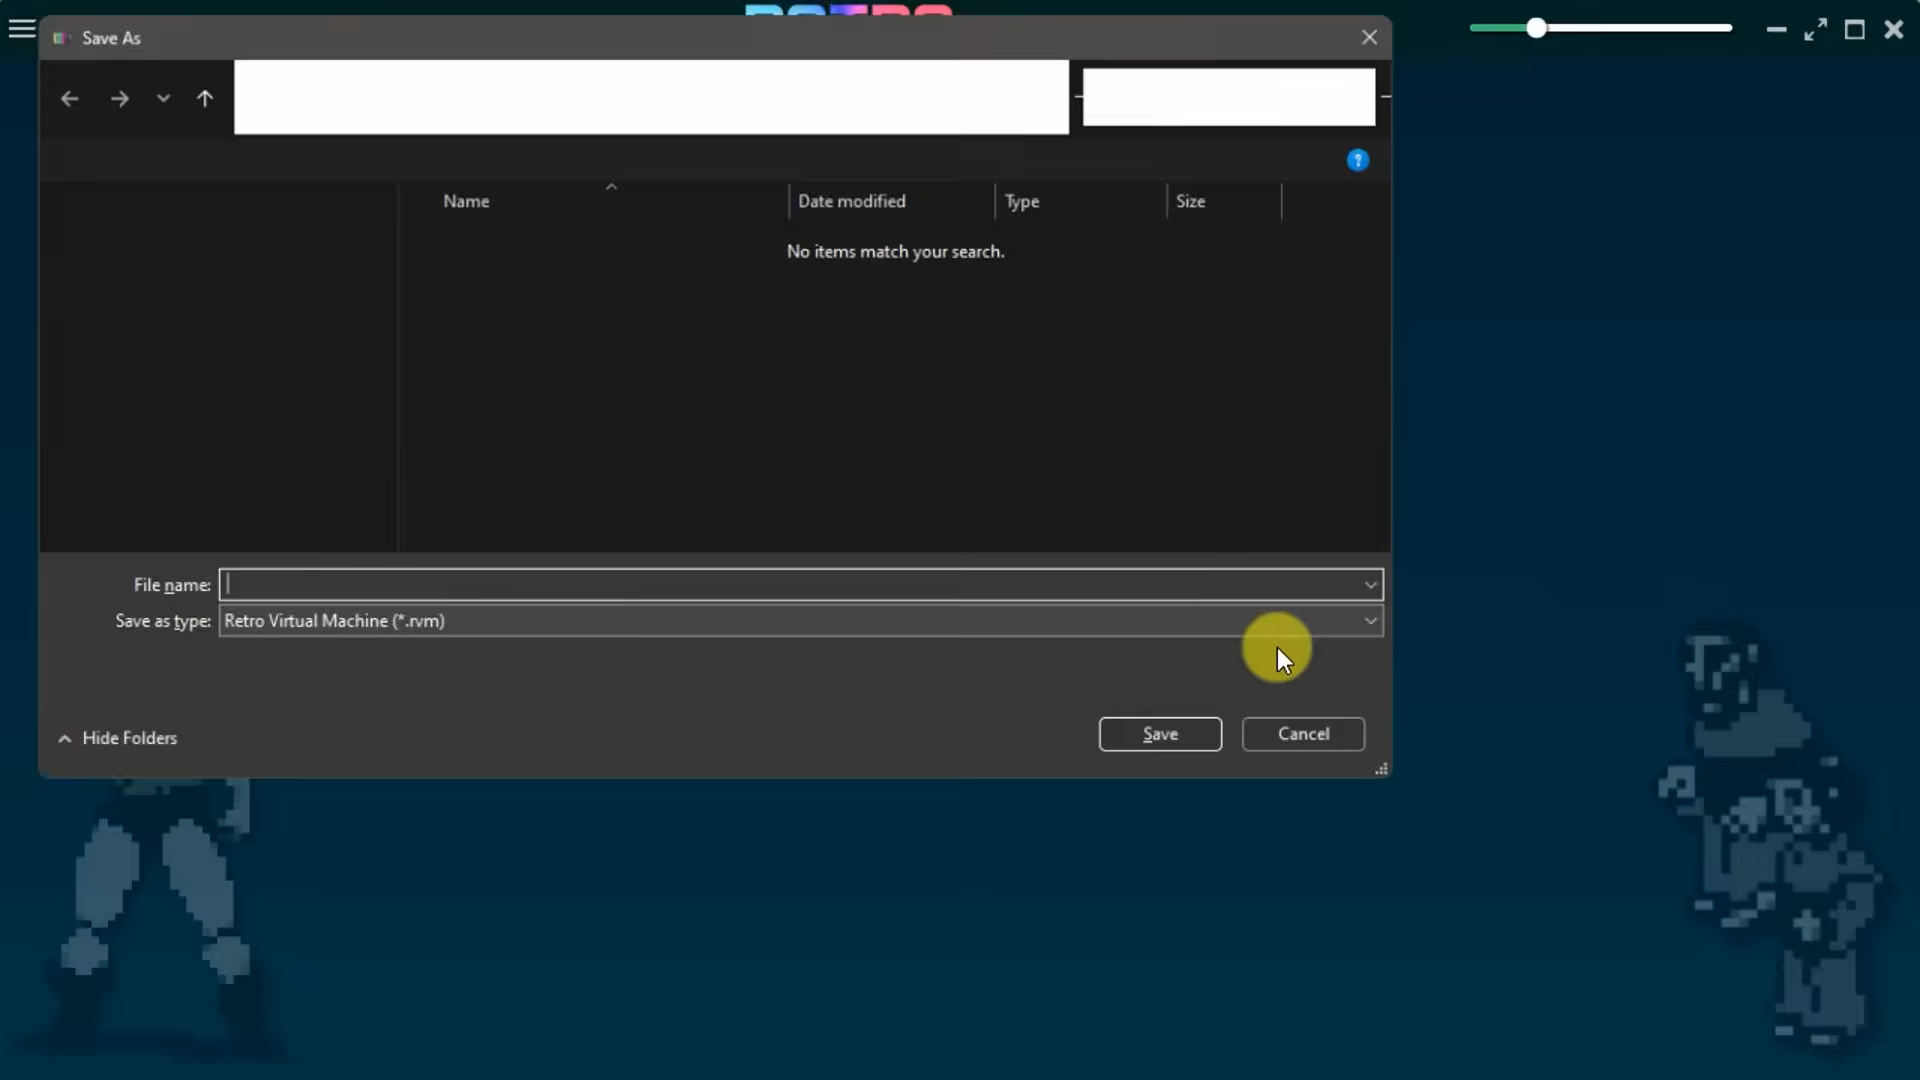 Save As
Name Date modified Type Size
No items match your search.
File name:
Save as type: Retro Virtual Machine (*.rvm)
Hide Folders Save Cancel